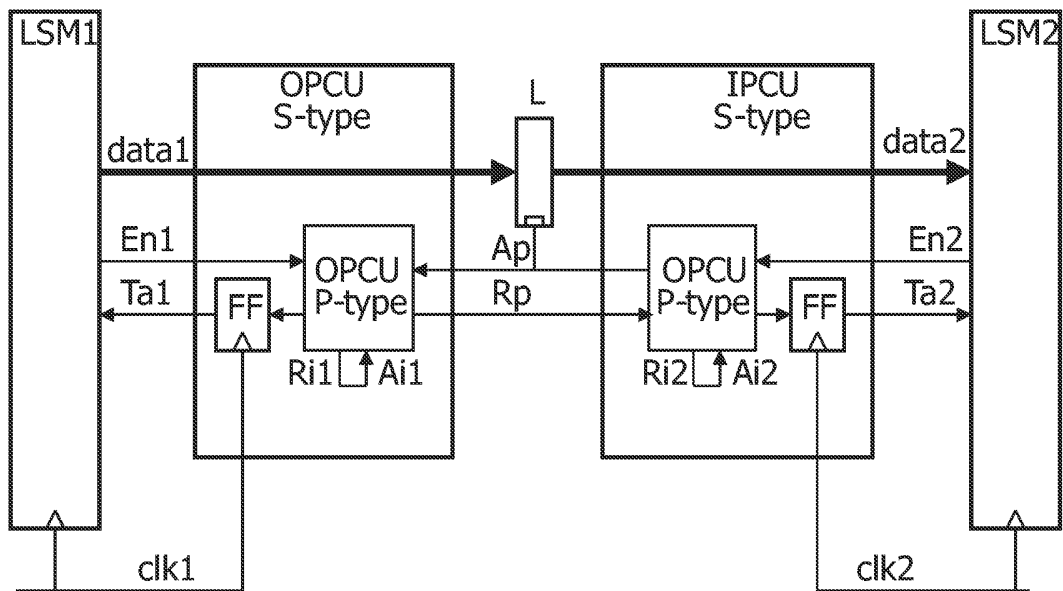 LSM1
LSM2
OPCU
S-type
L
IPCU
S-type
data1
data2
En1
Ap
En2
OPCU
P-type
OPCU
P-type
Ta1
FF
Rp
FF
Ta2
Ri1
Ai1
Ri2
Ai2
clk1
clk2